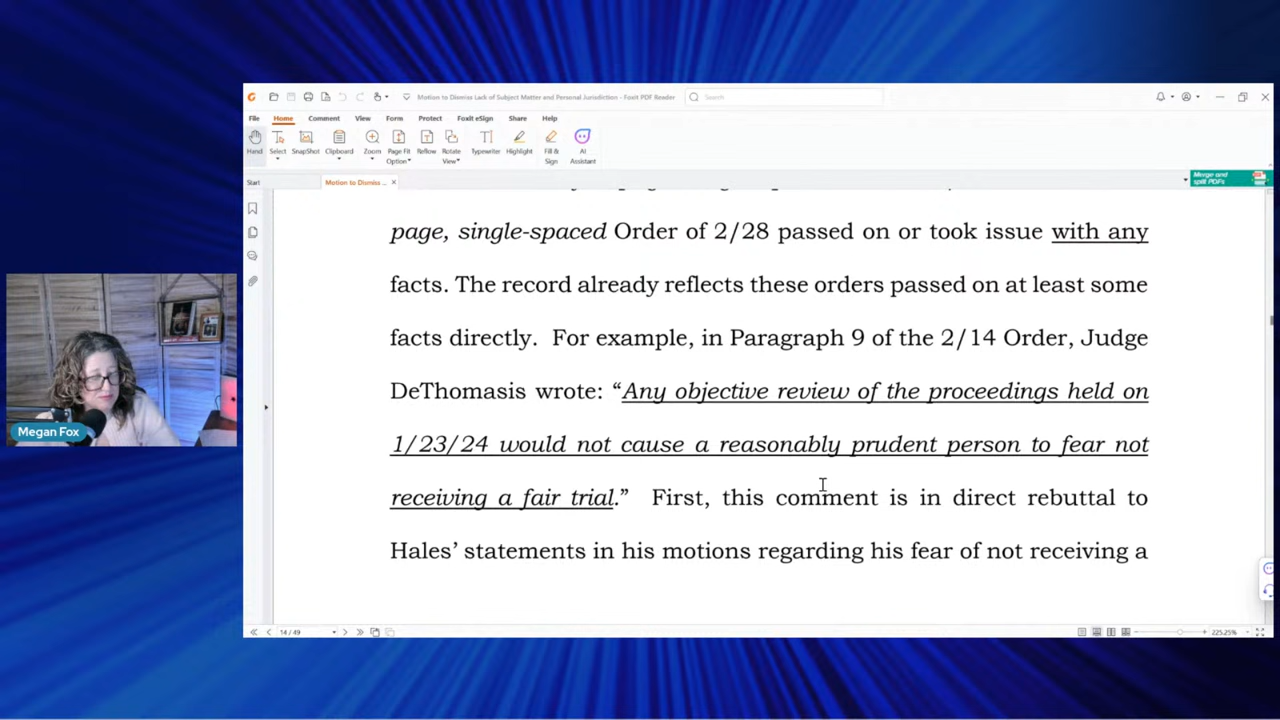 Motion to Dismiss Lack of Subject Matter and Personal Jurisdiction - Foxit PDF Reader
Search
File Home Comment View Form Protect Foxit eSign Share Help
Hand Select SnapShot Clipboard Zoom Page Fit Option Reflow Rotate View Typewriter Highlight Fill & Sign AI Assistant
Start Motion to Dismiss ... Merge and split PDFs
page, single-spaced Order of 2/28 passed on or took issue with any
facts. The record already reflects these orders passed on at least some
facts directly. For example, in Paragraph 9 of the 2/14 Order, Judge
DeThomasis wrote: “Any objective review of the proceedings held on
1/23/24 would not cause a reasonably prudent person to fear not
receiving a fair trial.” First, this comment is in direct rebuttal to
Hales’ statements in his motions regarding his fear of not receiving a
Megan Fox
14 / 49
225.25%